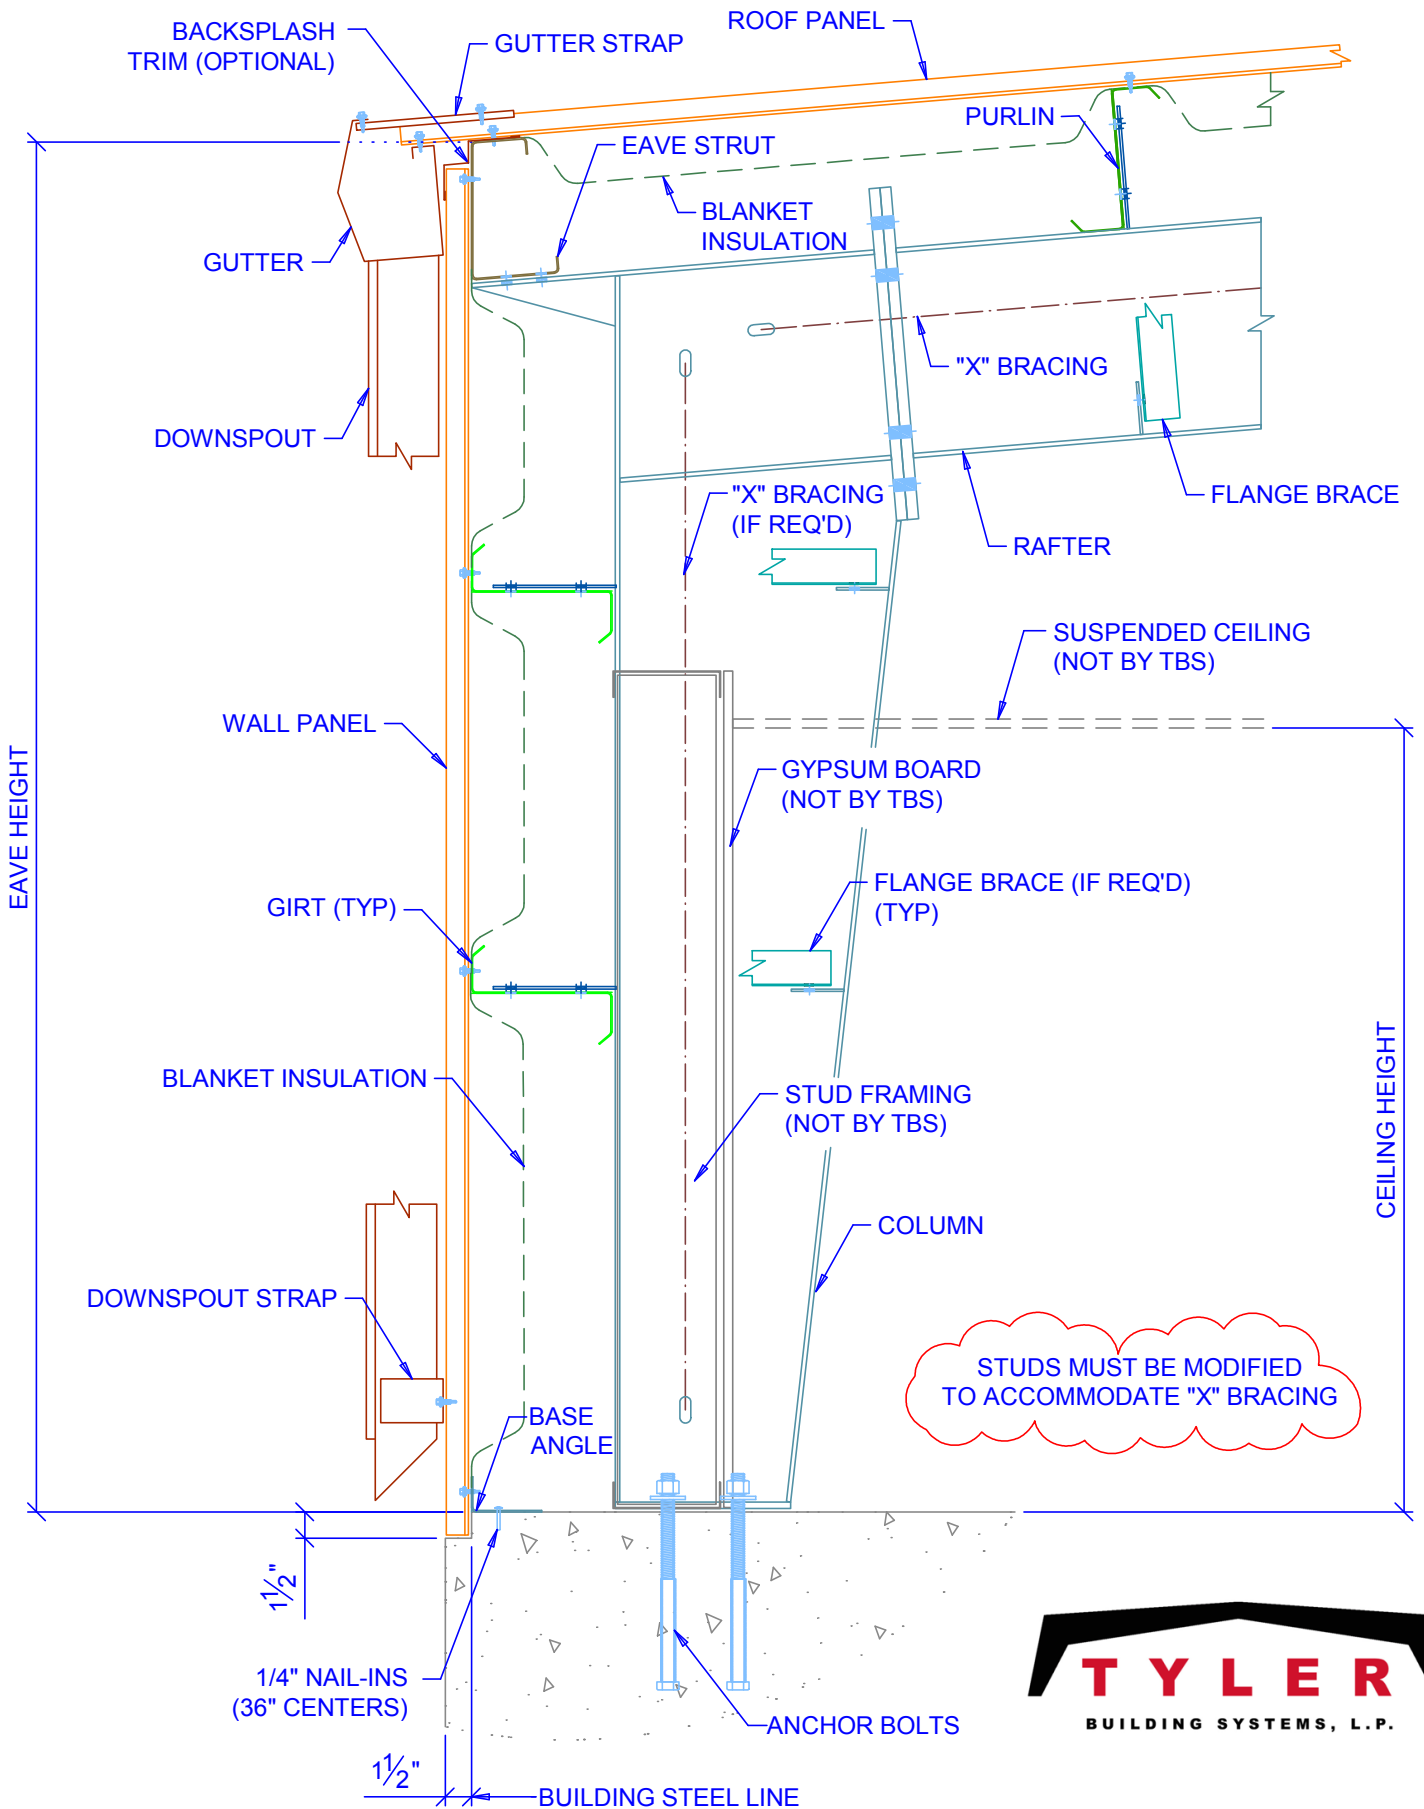 BACKSPLASH
TRIM (OPTIONAL)
GUTTER STRAP
ROOF PANEL
PURLIN
EAVE STRUT
BLANKET
INSULATION
GUTTER
"X" BRACING
DOWNSPOUT
"X" BRACING
(IF REQ'D)
FLANGE BRACE
RAFTER
SUSPENDED CEILING
(NOT BY TBS)
WALL PANEL
EAVE HEIGHT
GYPSUM BOARD
(NOT BY TBS)
FLANGE BRACE (IF REQ'D)
(TYP)
GIRT (TYP)
BLANKET INSULATION
STUD FRAMING
(NOT BY TBS)
CEILING HEIGHT
COLUMN
DOWNSPOUT STRAP
STUDS MUST BE MODIFIED
TO ACCOMMODATE "X" BRACING
BASE
ANGLE
1½"
1/4" NAIL-INS
(36" CENTERS)
ANCHOR BOLTS
TYLER
BUILDING SYSTEMS, L.P.
1½"
BUILDING STEEL LINE